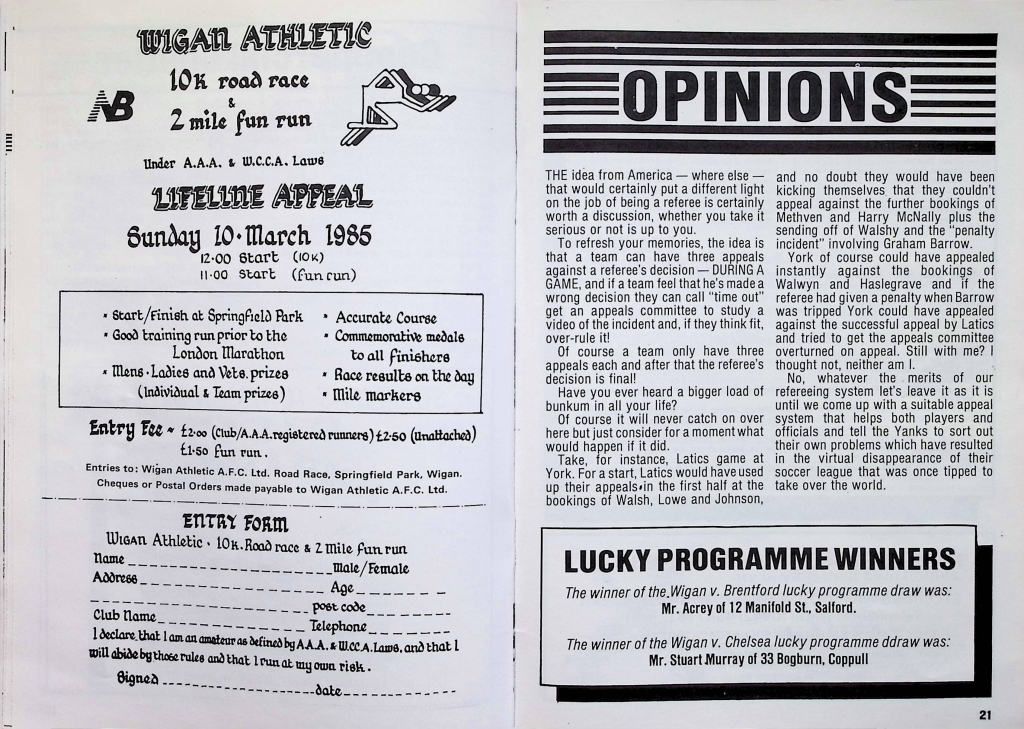 WIGAN ATHLETIC
10K road race
&
2 mile fun run
NB
Under A.A.A. & W.C.C.A. Laws
LIFELINE APPEAL
Sunday 10·March 1985
12·00 Start (10K)
11·00 Start (fun run)
• Start/Finish at Springfield Park
• Good training run prior to the
London Marathon
• Mens·Ladies and Vets. prizes
(Individual & Team prizes)
• Accurate Course
• Commemorative medals
to all finishers
• Race results on the day
• Mile markers
Entry Fee ~ £2·00 (Club/A.A.A. registered runners) £2·50 (Unattached)
£1·50 fun run.
Entries to: Wigan Athletic A.F.C. Ltd. Road Race, Springfield Park, Wigan.
Cheques or Postal Orders made payable to Wigan Athletic A.F.C. Ltd.
ENTRY FORM
Wigan Athletic · 10K. Road race & 2 Mile fun run
Name Male/Female
Address Age
post code
Club Name Telephone
I declare, that I am an amateur as defined by A.A.A. & W.C.C.A. Laws, and that I
will abide by those rules and that I run at my own risk.
Signed date
OPINIONS
THE idea from America — where else —
that would certainly put a different light
on the job of being a referee is certainly
worth a discussion, whether you take it
serious or not is up to you.
To refresh your memories, the idea is
that a team can have three appeals
against a referee's decision — DURING A
GAME, and if a team feel that he's made a
wrong decision they can call "time out"
get an appeals committee to study a
video of the incident and, if they think fit,
over-rule it!
Of course a team only have three
appeals each and after that the referee's
decision is final!
Have you ever heard a bigger load of
bunkum in all your life?
Of course it will never catch on over
here but just consider for a moment what
would happen if it did.
Take, for instance, Latics game at
York. For a start, Latics would have used
up their appeals in the first half at the
bookings of Walsh, Lowe and Johnson,
and no doubt they would have been
kicking themselves that they couldn't
appeal against the further bookings of
Methven and Harry McNally plus the
sending off of Walshy and the "penalty
incident" involving Graham Barrow.
York of course could have appealed
instantly against the bookings of
Walwyn and Haslegrave and if the
referee had given a penalty when Barrow
was tripped York could have appealed
against the successful appeal by Latics
and tried to get the appeals committee
overturned on appeal. Still with me? I
thought not, neither am I.
No, whatever the merits of our
refereeing system let's leave it as it is
until we come up with a suitable appeal
system that helps both players and
officials and tell the Yanks to sort out
their own problems which have resulted
in the virtual disappearance of their
soccer league that was once tipped to
take over the world.
LUCKY PROGRAMME WINNERS
The winner of the Wigan v. Brentford lucky programme draw was:
Mr. Acrey of 12 Manifold St., Salford.
The winner of the Wigan v. Chelsea lucky programme ddraw was:
Mr. Stuart Murray of 33 Bogburn, Coppull
21